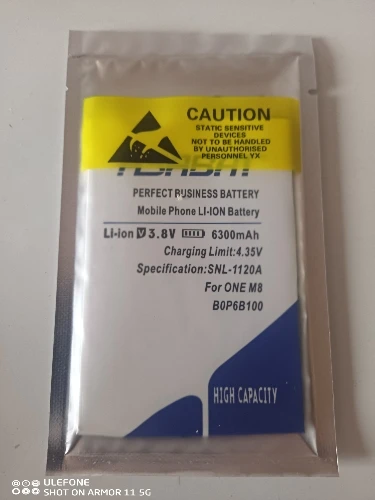 CAUTION
STATIC SENSITIVE
DEVICES
NOT TO BE HANDLED
BY UNAUTHORISED
PERSONNEL YX
PERFECT BUSINESS BATTERY
Mobile Phone LI-ION Battery
Li-ion V 3.8V 6300mAh
Charging Limit:4.35V
Specification:SNL-1120A
For ONE M8
B0P6B100
HIGH CAPACITY
ULEFONE
SHOT ON ARMOR 11 5G